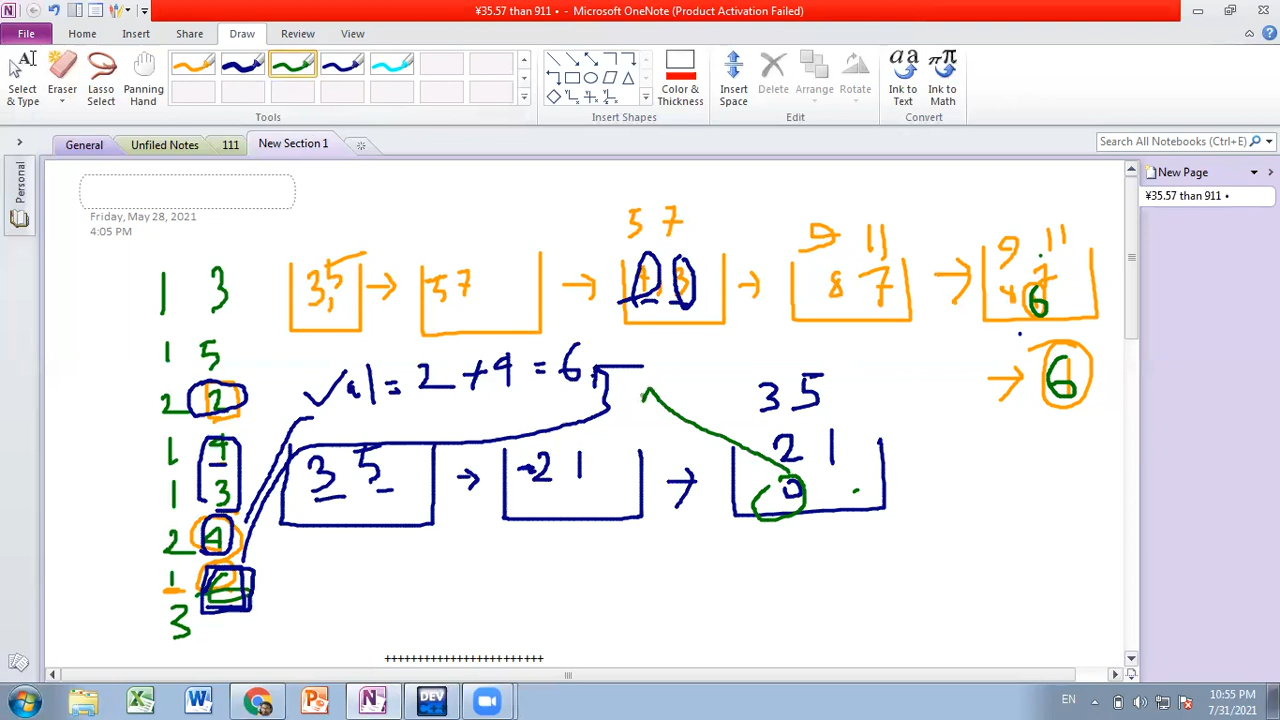 ¥35.57 than 911 • - Microsoft OneNote (Product Activation Failed)
File Home Insert Share Draw Review View
Select & Type
Eraser
Lasso Select
Panning Hand
Tools
Insert Shapes
Color & Thickness
Insert Space
Delete
Arrange
Rotate
Edit
Ink to Text
Ink to Math
Convert
General Unfiled Notes 111 New Section 1
Search All Notebooks (Ctrl+E)
Personal
New Page
¥35.57 than 911 •
Friday, May 28, 2021
4:05 PM
5 7
9 11
9 11
1 3
3, 5 → 5 7 → 3 → 8 7 →
6
1 5
2 2
val = 2 + 4 = 6
→ 6
3 5
1 4
2 1
1 3
3 5 → -2 1 →
0
2 4
1
3
++++++++++++++++++++++++
EN
10:55 PM
7/31/2021
DEV